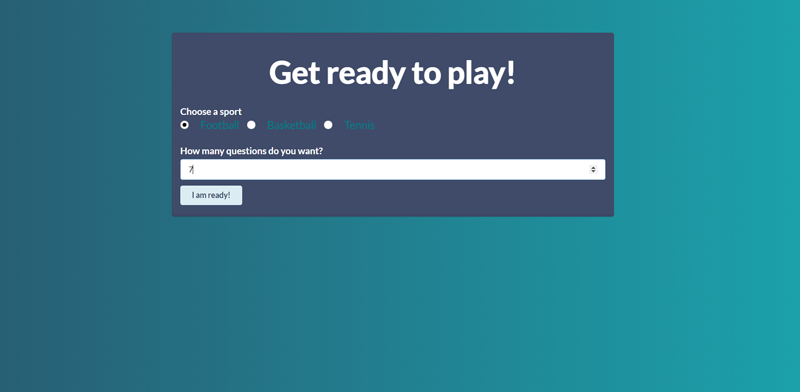 Get ready to play!
Choose a sport
Football Basketball Tennis
How many questions do you want?
7
I am ready!